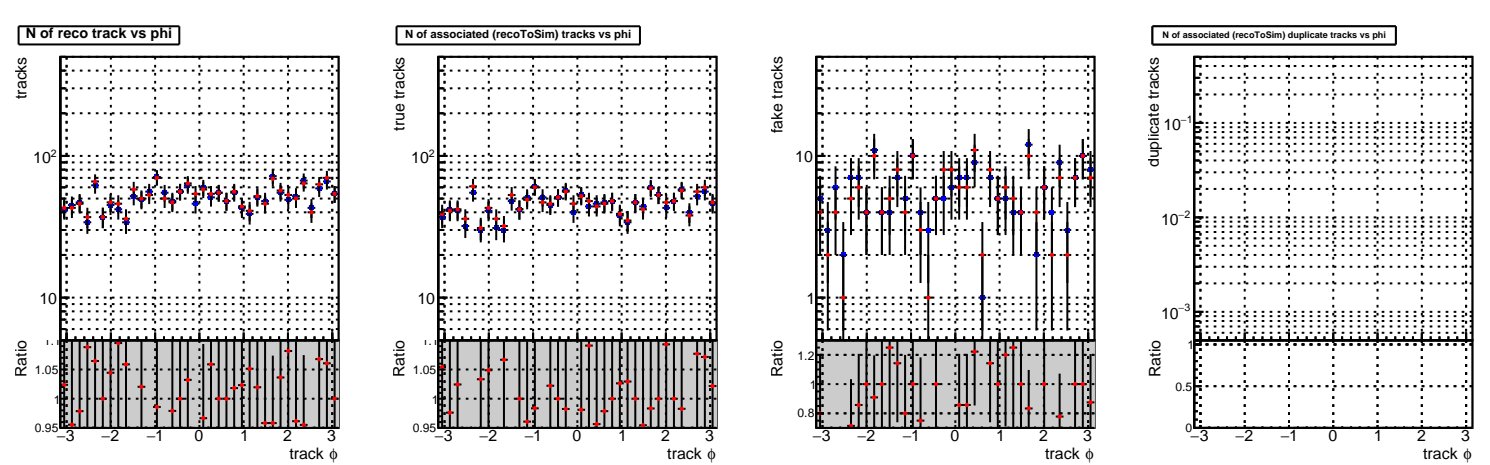 N of reco track vs phi
tracks
10²
10
Ratio
1.1
1.05
1
0.95
−3 −2 −1 0 1 2 3
track ϕ
N of associated (recoToSim) tracks vs phi
true tracks
10²
10
Ratio
1.1
1.05
1
0.95
−3 −2 −1 0 1 2 3
track ϕ
fake tracks
10
1
Ratio
1.2
1
0.8
−3 −2 −1 0 1 2 3
track ϕ
N of associated (recoToSim) duplicate tracks vs phi
duplicate tracks
10⁻¹
10⁻²
10⁻³
Ratio
1
0.5
0
−3 −2 −1 0 1 2 3
track ϕ